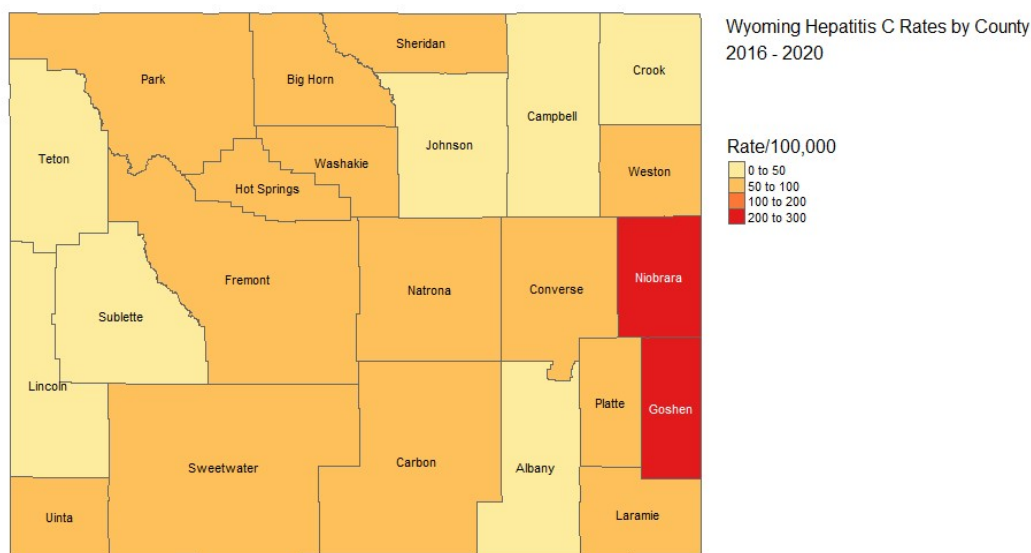 Wyoming Hepatitis C Rates by County
2016 - 2020
Rate/100,000
0 to 50
50 to 100
100 to 200
200 to 300
Sheridan
Crook
Park
Big Horn
Campbell
Johnson
Teton
Washakie
Weston
Hot Springs
Fremont
Natrona
Converse
Niobrara
Sublette
Lincoln
Platte
Goshen
Sweetwater
Carbon
Albany
Uinta
Laramie